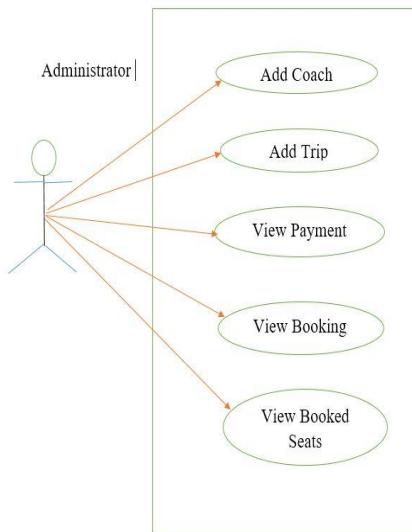 Administrator
Add Coach
Add Trip
View Payment
View Booking
View Booked
Seats